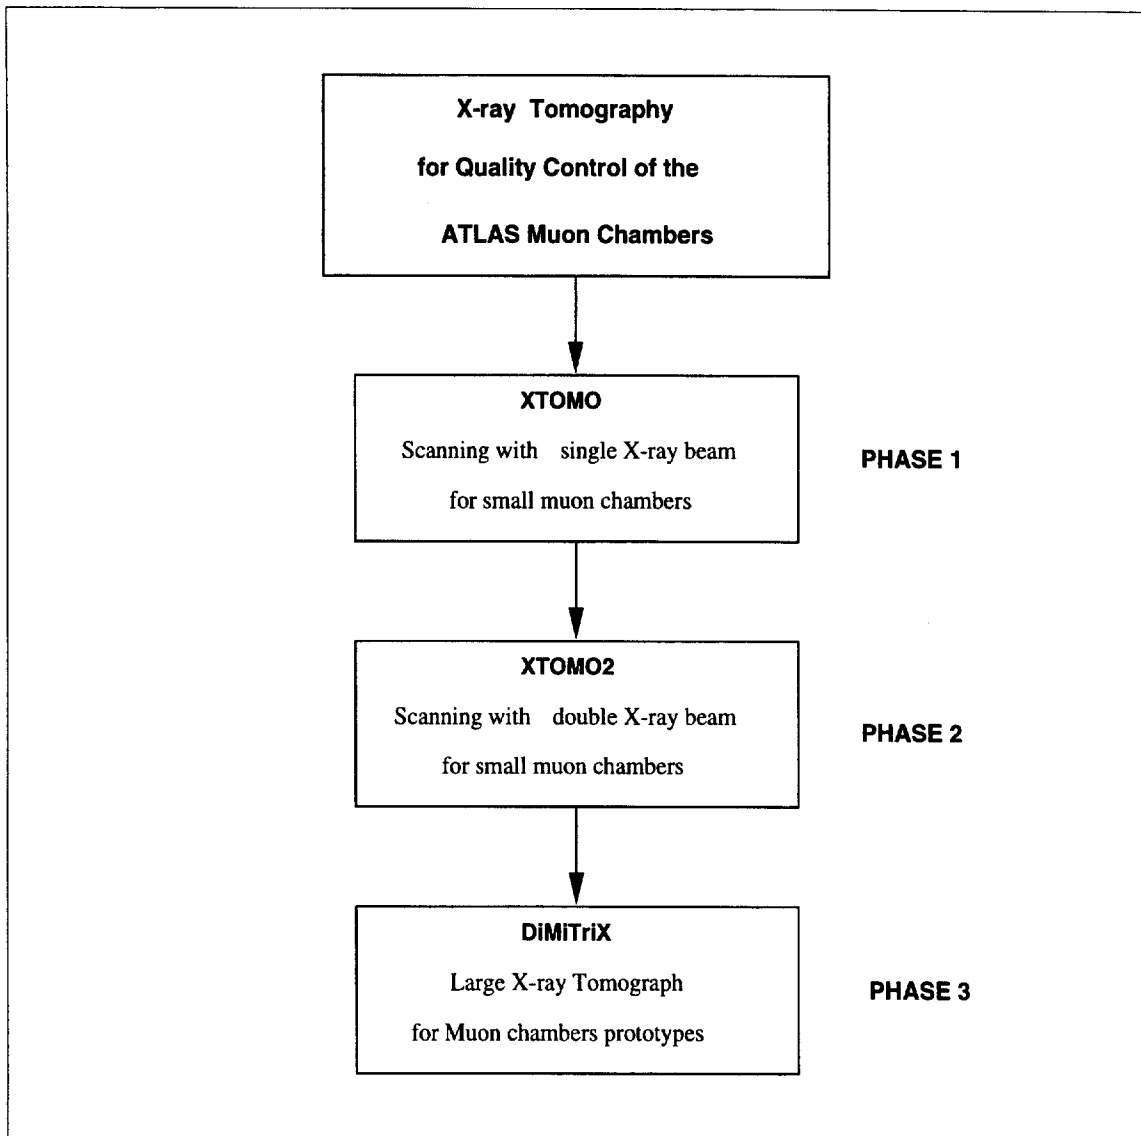 X-ray Tomography
for Quality Control of the
ATLAS Muon Chambers
XTOMO
Scanning with single X-ray beam
for small muon chambers
PHASE 1
XTOMO2
Scanning with double X-ray beam
for small muon chambers
PHASE 2
DiMiTriX
Large X-ray Tomograph
for Muon chambers prototypes
PHASE 3